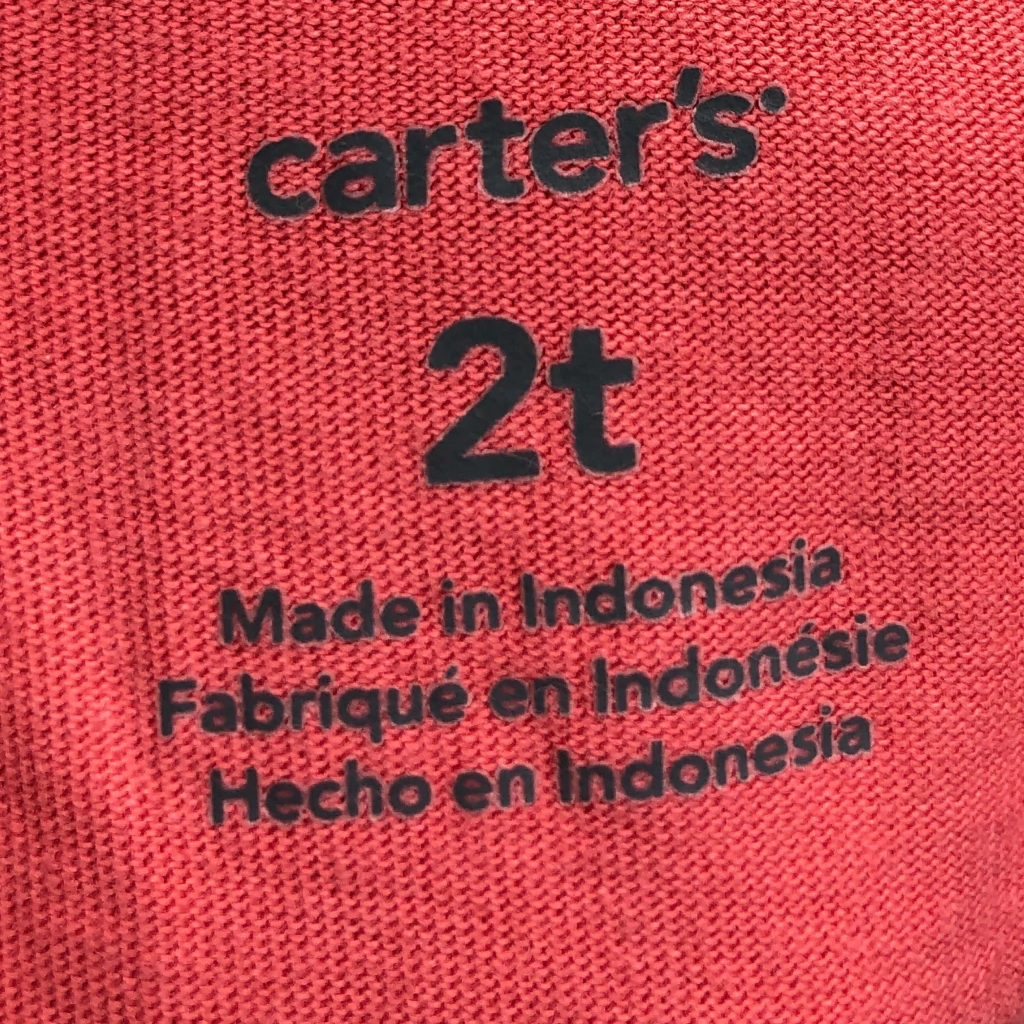 carter's
2t
Made in Indonesia
Fabriqué en Indonésie
Hecho en Indonesia